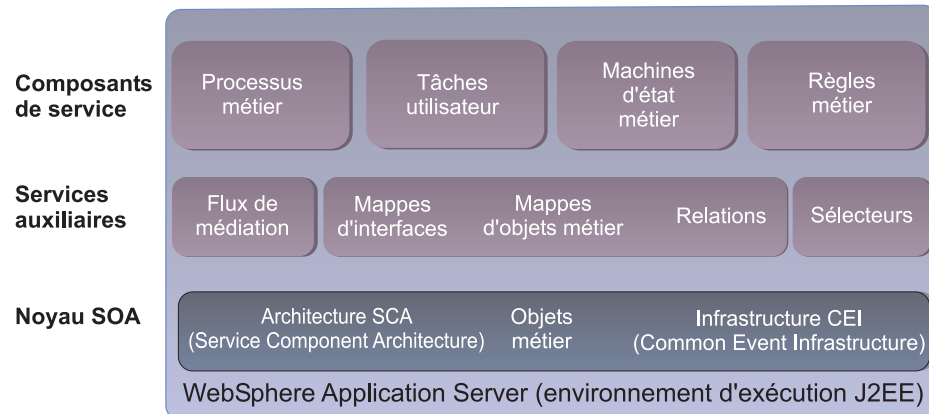 Composants
de service
Processus
métier
Tâches
utilisateur
Machines
d'état
métier
Règles
métier
Services
auxiliaires
Flux de
médiation
Mappes
d'interfaces
Mappes
d'objets métier
Relations
Sélecteurs
Noyau SOA
Architecture SCA
(Service Component Architecture)
Objets
métier
Infrastructure CEI
(Common Event Infrastructure)
WebSphere Application Server (environnement d'exécution J2EE)